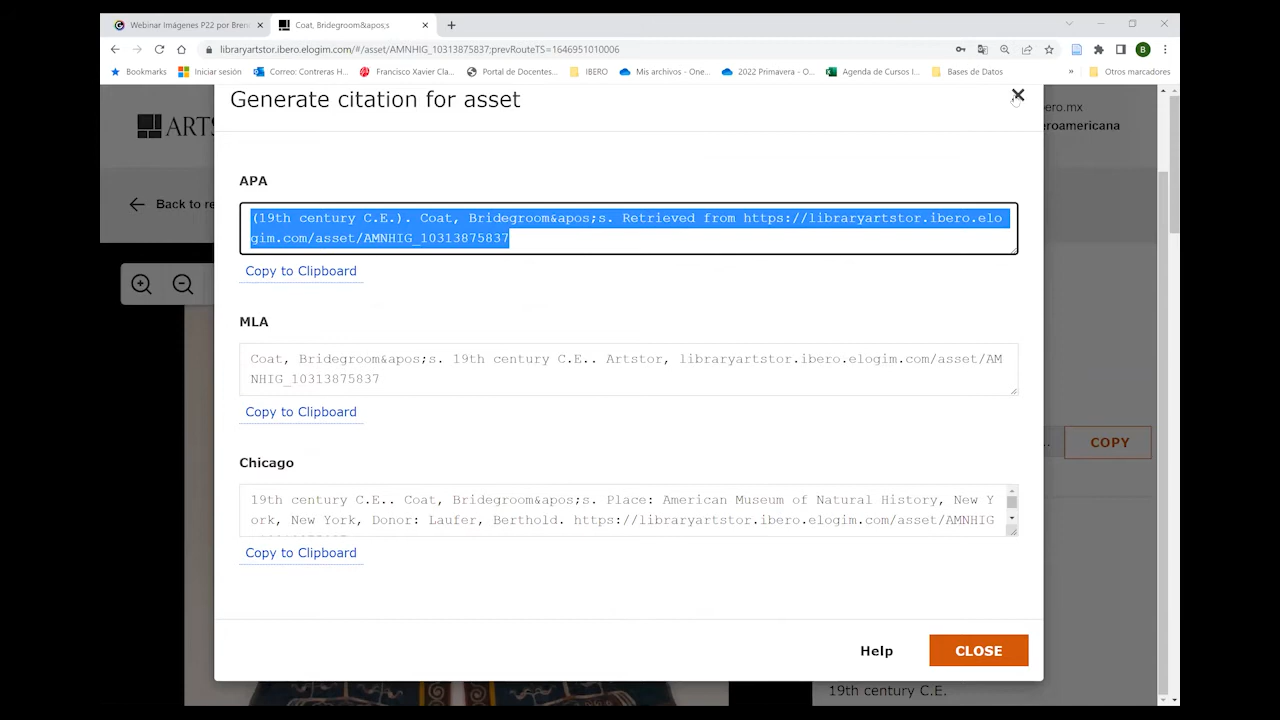 Webinar Imágenes P22 por Bren
Coat, Bridegroom&apos;s
libraryartstor.ibero.elogim.com/#/asset/AMNHIG_10313875837;prevRouteTS=1646951010006
B
Bookmarks
Iniciar sesión
Correo: Contreras H...
Francisco Xavier Cla...
Portal de Docentes...
IBERO
Mis archivos - One...
2022 Primavera - O...
Agenda de Cursos I...
Bases de Datos
»
Otros marcadores
Generate citation for asset
ARTS
bero.mx
eroamericana
Back to re
APA
(19th century C.E.). Coat, Bridegroom&apos;s. Retrieved from https://libraryartstor.ibero.elo
gim.com/asset/AMNHIG_10313875837
Copy to Clipboard
MLA
Coat, Bridegroom&apos;s. 19th century C.E.. Artstor, libraryartstor.ibero.elogim.com/asset/AM
NHIG_10313875837
Copy to Clipboard
COPY
Chicago
19th century C.E.. Coat, Bridegroom&apos;s. Place: American Museum of Natural History, New Y
ork, New York, Donor: Laufer, Berthold. https://libraryartstor.ibero.elogim.com/asset/AMNHIG
Copy to Clipboard
Help
CLOSE
19th century C.E.